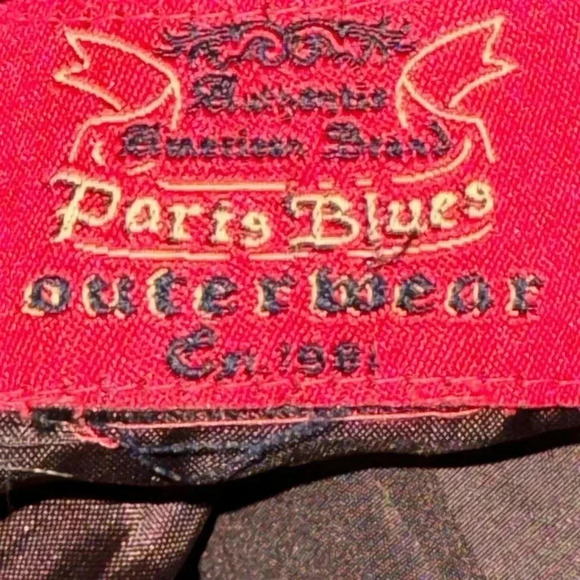 Authentic
American Brand
Paris Blues
outerwear
Est. 1981